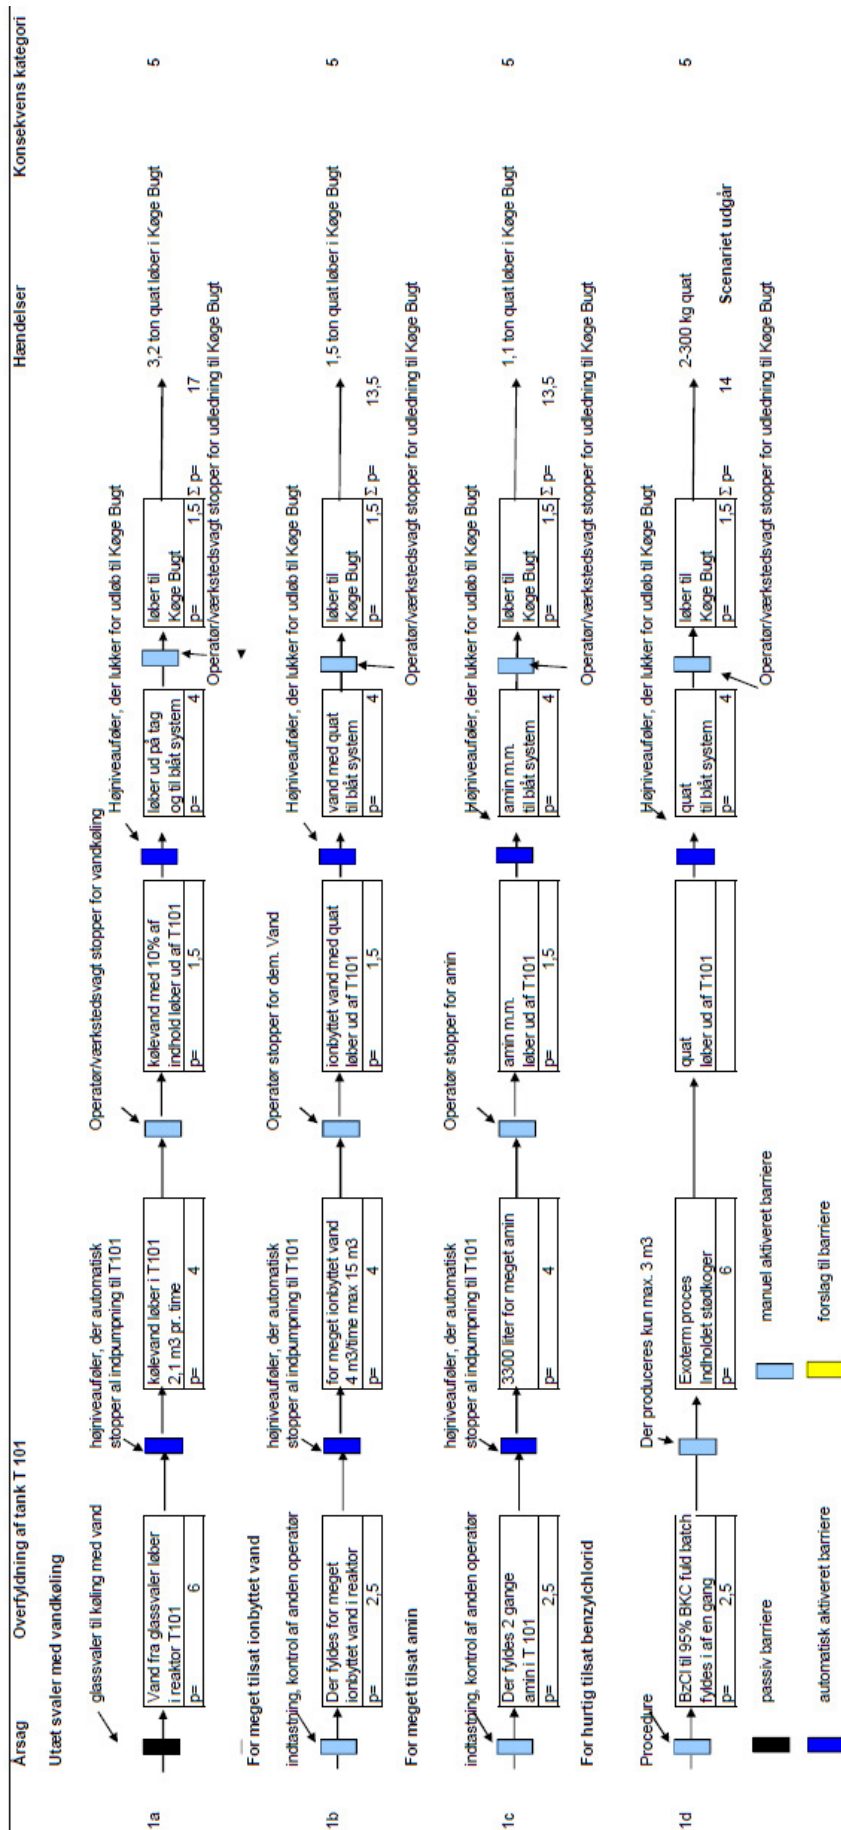 Årsag
Overfyldning af tank T 101
Hændelser
Konsekvens kategori
Utæt svaler med vandkøling
glassvaler til køling med vand
højniveauføler, der automatisk
stopper al indpumpning til T101
Operatør/værkstedsvagt stopper for vandkøling
Højniveauføler, der lukker for udløb til Køge Bugt
1a
Vand fra glassvaler løber
i reaktor T101
p= 6
kølevand løber i T101
2,1 m3 pr. time
p= 4
kølevand med 10% af
indhold løber ud af T101
p= 1,5
løber ud på tag
og til blåt system
p= 4
løber til
Køge Bugt
p= 1,5
Σ p= 17
3,2 ton quat løber i Køge Bugt
5
Operatør/værkstedsvagt stopper for udledning til Køge Bugt
For meget tilsat ionbyttet vand
indtastning, kontrol af anden operatør
højniveauføler, der automatisk
stopper al indpumpning til T101
Operatør stopper for dem. Vand
Højniveauføler, der lukker for udløb til Køge Bugt
1b
Der fyldes for meget
ionbyttet vand i reaktor
p= 2,5
for meget ionbyttet vand
4 m3/time max 15 m3
p= 4
ionbyttet vand med quat
løber ud af T101
p= 1,5
vand med quat
til blåt system
p= 4
løber til
Køge Bugt
p= 1,5
Σ p= 13,5
1,5 ton quat løber i Køge Bugt
5
Operatør/værkstedsvagt stopper for udledning til Køge Bugt
For meget tilsat amin
indtastning, kontrol af anden operatør
højniveauføler, der automatisk
stopper al indpumpning til T101
Operatør stopper for amin
Højniveauføler, der lukker for udløb til Køge Bugt
1c
Der fyldes 2 gange
amin i T 101
p= 2,5
3300 liter for meget amin
p= 4
amin m.m.
løber ud af T101
p= 1,5
amin m.m.
til blåt system
p= 4
løber til
Køge Bugt
p= 1,5
Σ p= 13,5
1,1 ton quat løber i Køge Bugt
5
Operatør/værkstedsvagt stopper for udledning til Køge Bugt
For hurtig tilsat benzylchlorid
Procedure
Der produceres kun max. 3 m3
Højniveauføler, der lukker for udløb til Køge Bugt
1d
BzCl til 95% BKC fuld batch
fyldes i af en gang
p= 2,5
Exoterm proces
Indholdet stødkoger
p= 6
quat
løber ud af T101
quat
til blåt system
p= 4
løber til
Køge Bugt
p= 1,5
Σ p= 14
2-300 kg quat
5
Scenariet udgår
Operatør/værkstedsvagt stopper for udledning til Køge Bugt
passiv barriere
manuel aktiveret barriere
automatisk aktiveret barriere
forslag til barriere